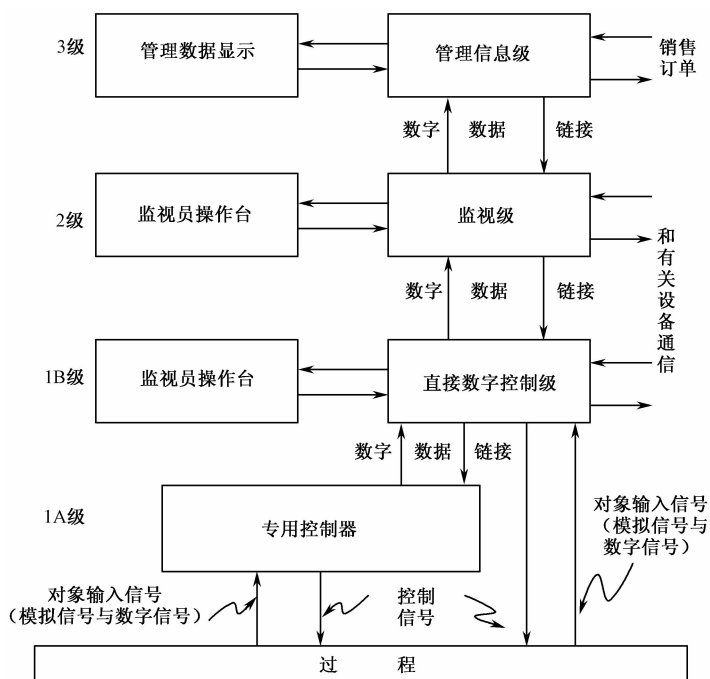 3级
管理数据显示
管理信息级
销售
订单
数字 数据 链接
2级
监视员操作台
监视级
和有关设备通信
数字 数据 链接
1B级
监视员操作台
直接数字控制级
数字 数据 链接
1A级
专用控制器
对象输入信号
（模拟信号与
数字信号）
对象输入信号
（模拟信号与数字信号）
控制
信号
过 程